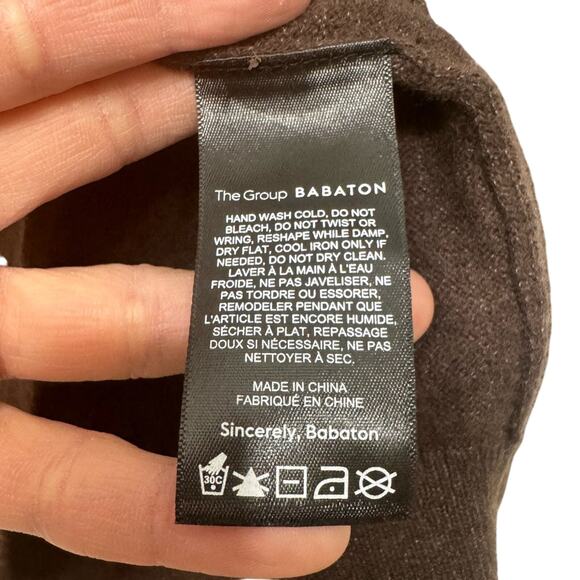 The Group BABATON
HAND WASH COLD, DO NOT
BLEACH, DO NOT TWIST OR
WRING, RESHAPE WHILE DAMP,
DRY FLAT, COOL IRON ONLY IF
NEEDED, DO NOT DRY CLEAN.
LAVER À LA MAIN À L'EAU
FROIDE, NE PAS JAVELISER, NE
PAS TORDRE OU ESSORER,
REMODELER PENDANT QUE
L'ARTICLE EST ENCORE HUMIDE,
SÉCHER À PLAT, REPASSAGE
DOUX SI NÉCESSAIRE, NE PAS
NETTOYER À SEC.
MADE IN CHINA
FABRIQUÉ EN CHINE
Sincerely, Babaton
30C